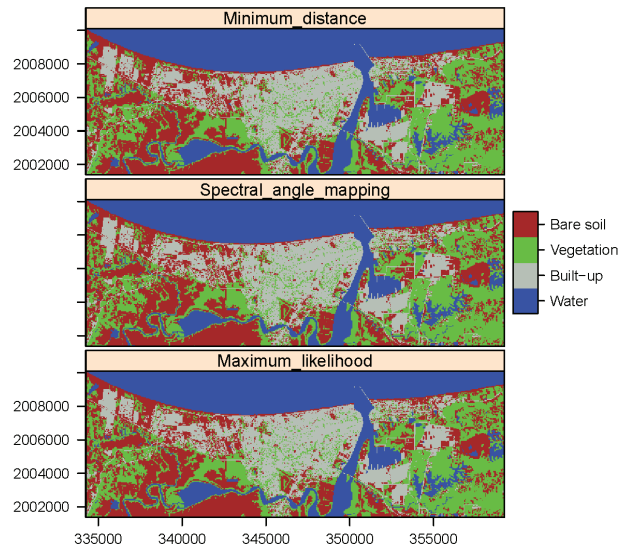 Minimum_distance
2008000
2006000
2004000
2002000
Spectral_angle_mapping
Bare soil
Vegetation
Built-up
Water
Maximum_likelihood
2008000
2006000
2004000
2002000
335000 340000 345000 350000 355000